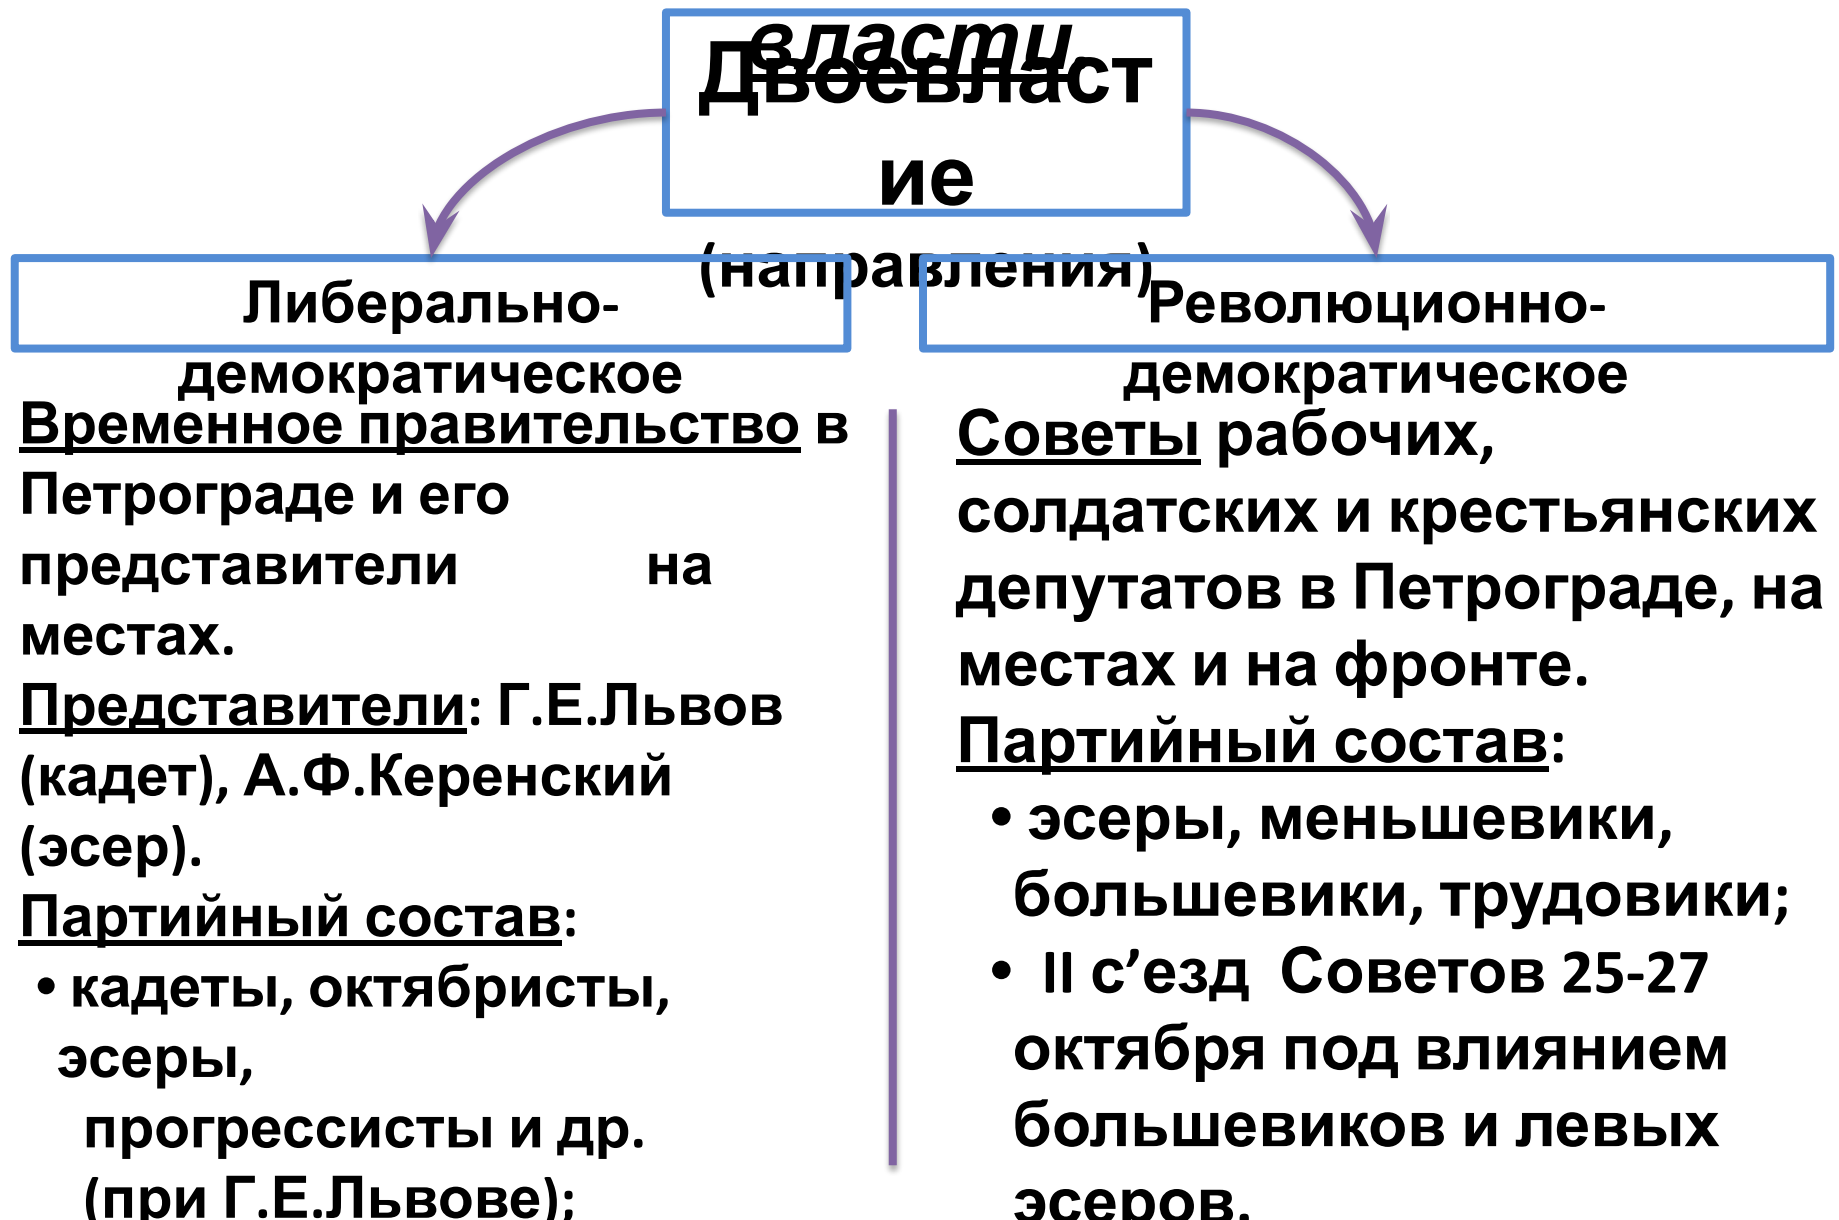 власти.
Двоевласт
ие
(направления)
Либерально-
демократическое
Временное правительство в
Петрограде и его
представители на
местах.
Представители: Г.Е.Львов
(кадет), А.Ф.Керенский
(эсер).
Партийный состав:
• кадеты, октябристы,
эсеры,
прогрессисты и др.
(при Г.Е.Львове);
Революционно-
демократическое
Советы рабочих,
солдатских и крестьянских
депутатов в Петрограде, на
местах и на фронте.
Партийный состав:
• эсеры, меньшевики,
большевики, трудовики;
• II с’езд Советов 25-27
октября под влиянием
большевиков и левых
эсеров.